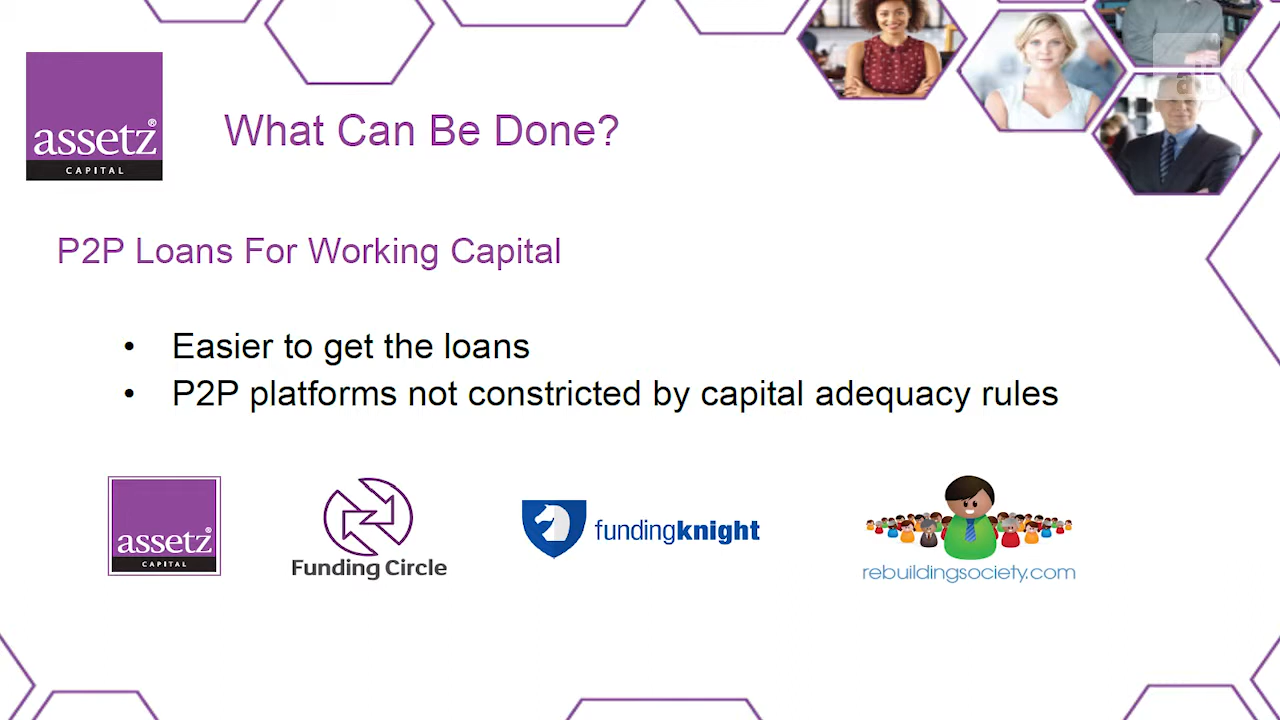 assetz®
CAPITAL
What Can Be Done?
P2P Loans For Working Capital
• Easier to get the loans
• P2P platforms not constricted by capital adequacy rules
assetz®
CAPITAL
Funding Circle
fundingknight
rebuildingsociety.com